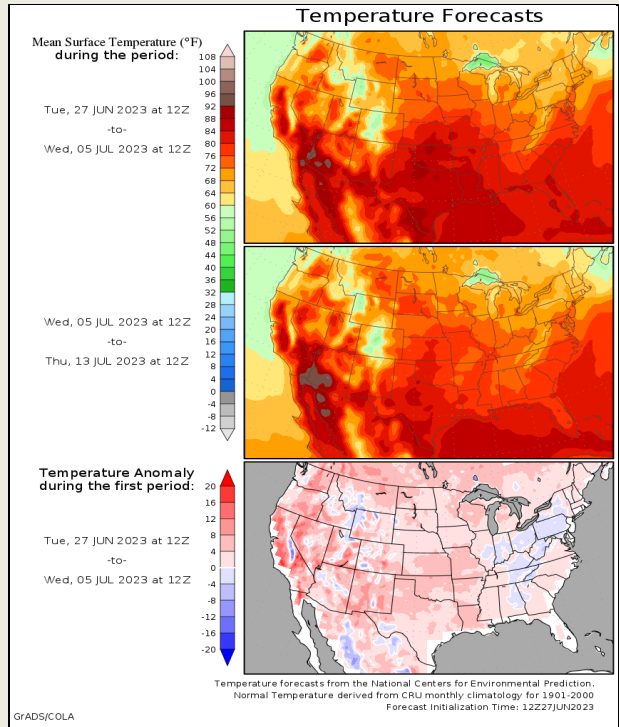 Temperature Forecasts
Mean Surface Temperature (°F)
during the period:
108
104
100
96
92
88
84
80
76
72
68
64
60
56
52
48
44
40
36
32
28
24
20
16
12
8
4
0
-4
-8
-12
Tue, 27 JUN 2023 at 12Z
-to-
Wed, 05 JUL 2023 at 12Z
Wed, 05 JUL 2023 at 12Z
-to-
Thu, 13 JUL 2023 at 12Z
Temperature Anomaly
during the first period:
20
16
12
8
4
0
-4
-8
-12
-16
-20
Tue, 27 JUN 2023 at 12Z
-to-
Wed, 05 JUL 2023 at 12Z
Temperature forecasts from the National Centers for Environmental Prediction.
Normal Temperature derived from CRU monthly climatology for 1901-2000
Forecast Initialization Time: 12Z27JUN2023
GrADS/COLA